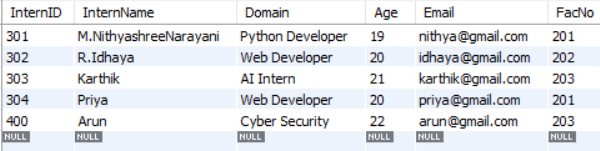 InternID InternName Domain Age Email FacNo
301 M.NithyashreeNarayani Python Developer 19 nithya@gmail.com 201
302 R.Idhaya Web Developer 20 idhaya@gmail.com 202
303 Karthik AI Intern 21 karthik@gmail.com 203
304 Priya Web Developer 20 priya@gmail.com 201
400 Arun Cyber Security 22 arun@gmail.com 203
NULL NULL NULL NULL NULL NULL